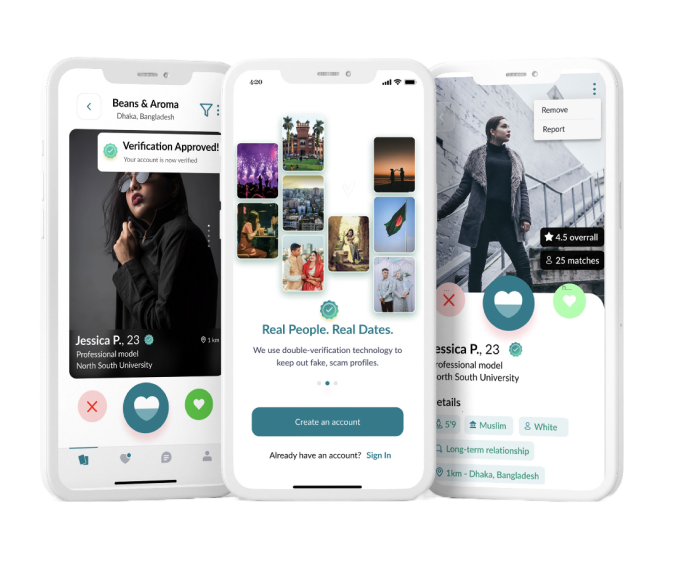 Beans & Aroma
Dhaka, Bangladesh
Verification Approved!
Your account is now verified
Jessica P., 23
1 km
Professional model
North South University
4:20
Real People. Real Dates.
We use double-verification technology to
keep out fake, scam profiles.
Create an account
Already have an account? Sign In
Remove
Report
4.5 overrall
25 matches
essica P., 23
rofessional model
orth South University
etails
5'9
Muslim
White
Long-term relationship
1km - Dhaka, Bangladesh